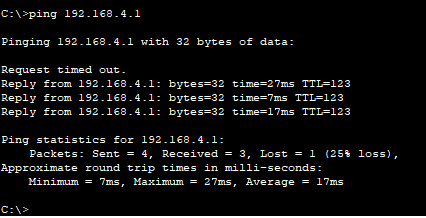 C:\>ping 192.168.4.1
Pinging 192.168.4.1 with 32 bytes of data:
Request timed out.
Reply from 192.168.4.1: bytes=32 time=27ms TTL=123
Reply from 192.168.4.1: bytes=32 time=7ms TTL=123
Reply from 192.168.4.1: bytes=32 time=17ms TTL=123
Ping statistics for 192.168.4.1:
Packets: Sent = 4, Received = 3, Lost = 1 (25% loss),
Approximate round trip times in milli-seconds:
Minimum = 7ms, Maximum = 27ms, Average = 17ms
C:\>